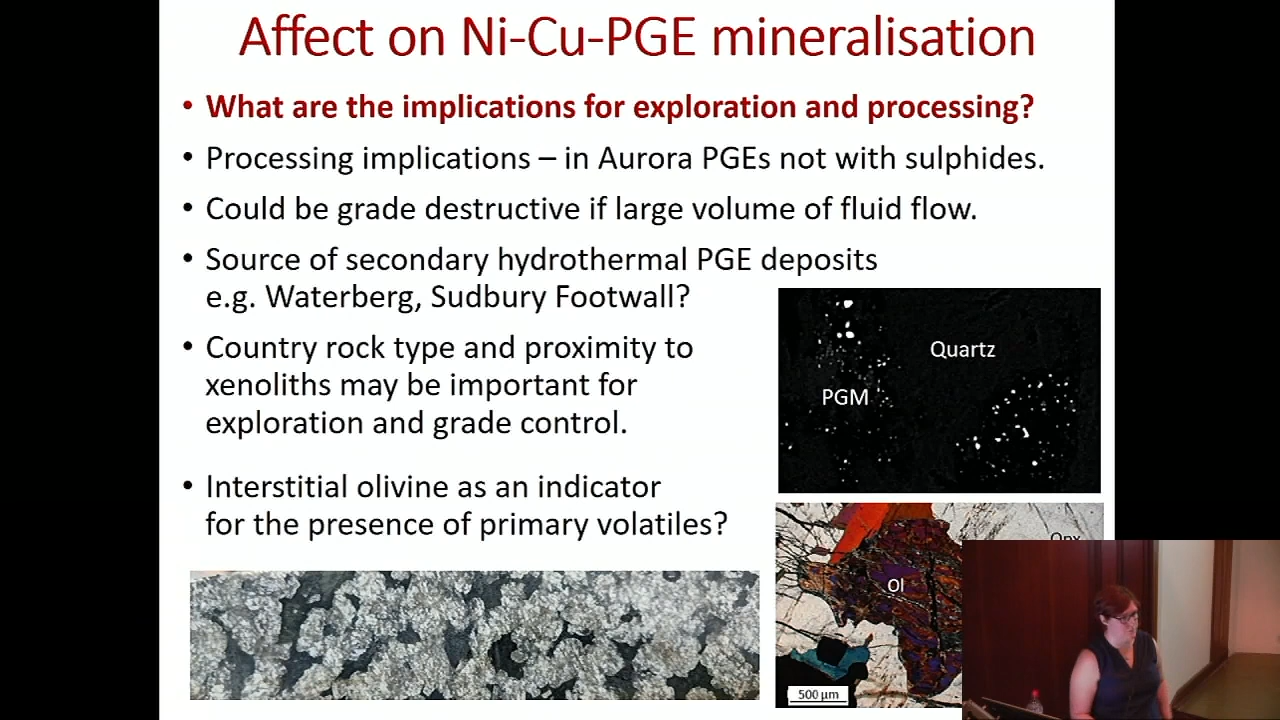 Affect on Ni-Cu-PGE mineralisation
• What are the implications for exploration and processing?
• Processing implications – in Aurora PGEs not with sulphides.
• Could be grade destructive if large volume of fluid flow.
• Source of secondary hydrothermal PGE deposits
e.g. Waterberg, Sudbury Footwall?
• Country rock type and proximity to
xenoliths may be important for
exploration and grade control.
• Interstitial olivine as an indicator
for the presence of primary volatiles?
Quartz
PGM
Opx
Ol
500 µm